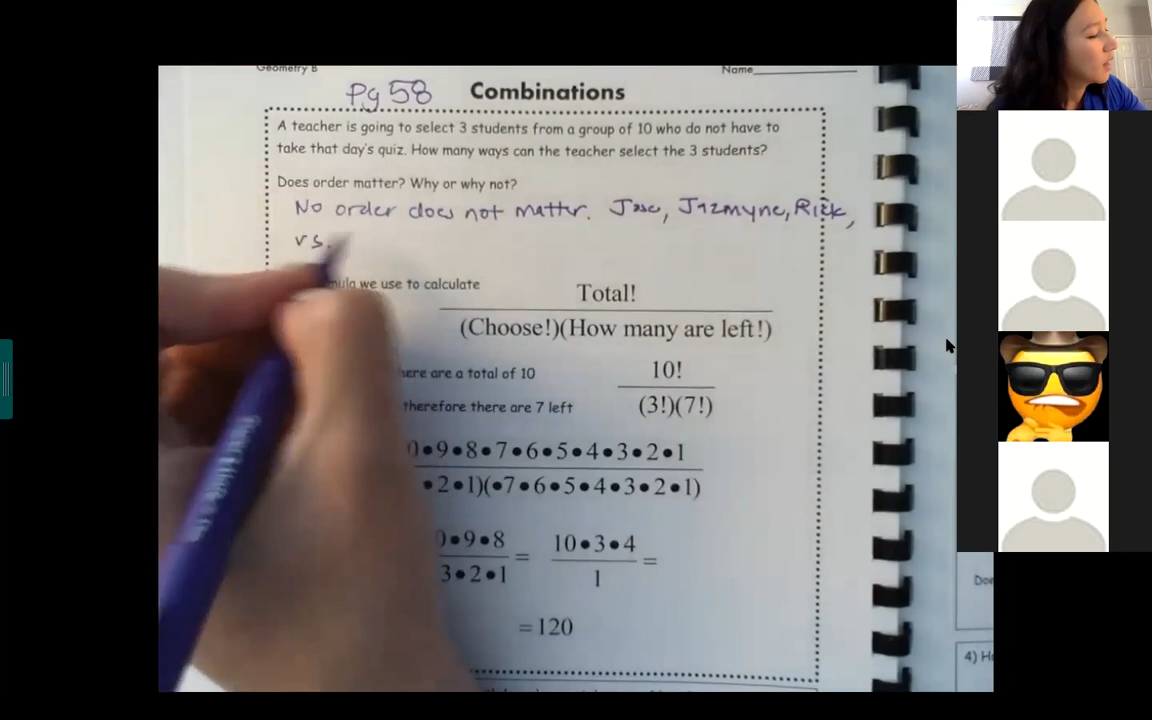 Geometry B
Name
Pg 58 Combinations
A teacher is going to select 3 students from a group of 10 who do not have to
take that day's quiz. How many ways can the teacher select the 3 students?
Does order matter? Why or why not?
No order does not matter. Jose, Jazmyne, Rick,
vs.
we use to calculate
Total!
(Choose!)(How many are left!)
here are a total of 10
10!
therefore there are 7 left
(3!)(7!)
•9•8•7•6•5•4•3•2•1
•2•1)(•7•6•5•4•3•2•1)
•9•8
3•2•1
=
10•3•4
1
=
=120
4)